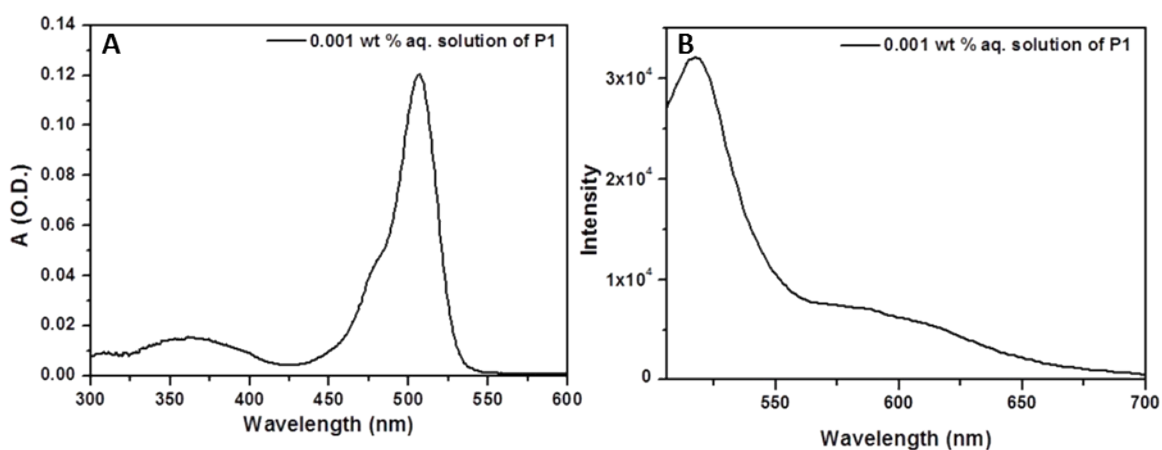 A
0.001 wt % aq. solution of P1
0.14
0.12
0.10
0.08
0.06
0.04
0.02
0.00
A (O.D.)
300 350 400 450 500 550 600
Wavelength (nm)
B
0.001 wt % aq. solution of P1
3x10⁴
2x10⁴
1x10⁴
0
Intensity
550 600 650 700
Wavelength (nm)